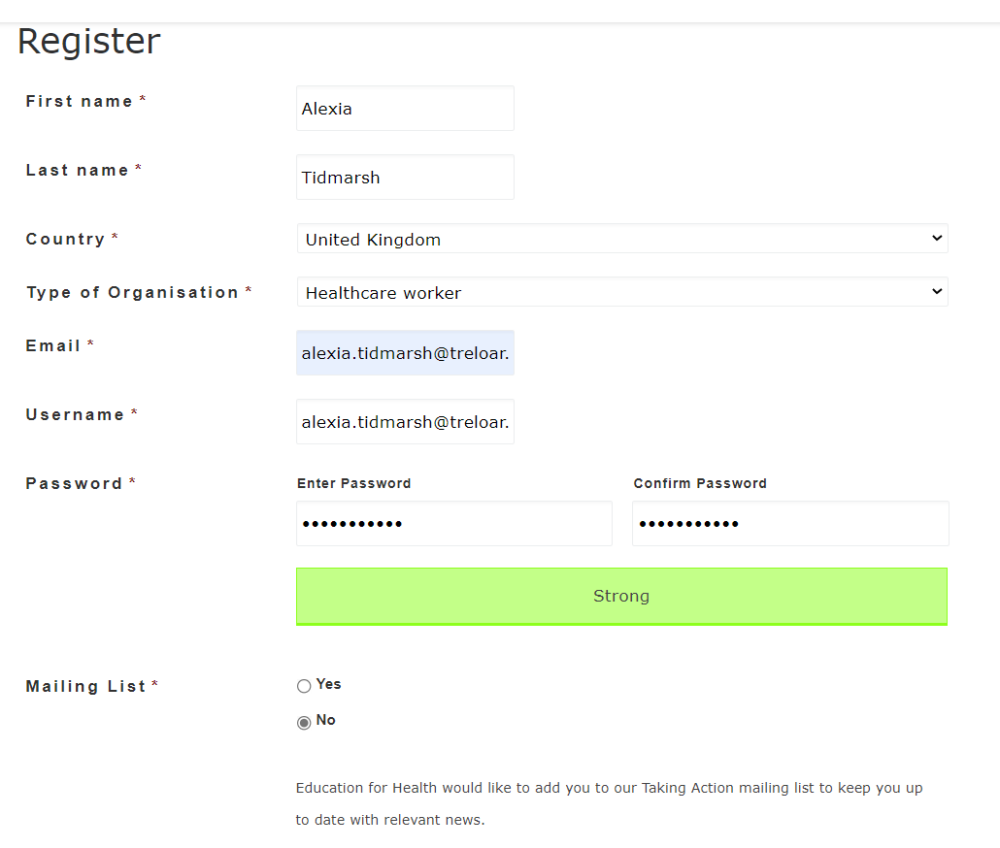 Register
First name *
Alexia
Last name *
Tidmarsh
Country *
United Kingdom
Type of Organisation *
Healthcare worker
Email *
alexia.tidmarsh@treloar.
Username *
alexia.tidmarsh@treloar.
Password *
Enter Password Confirm Password
••••••••••• •••••••••••
Strong
Mailing List *
Yes
No
Education for Health would like to add you to our Taking Action mailing list to keep you up
to date with relevant news.